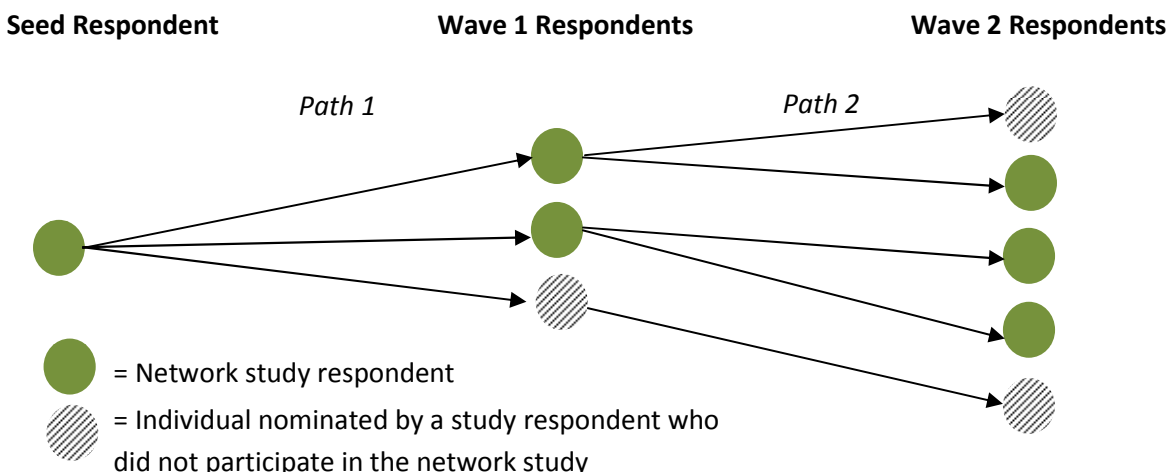 Seed Respondent Wave 1 Respondents Wave 2 Respondents
Path 1 Path 2
= Network study respondent
= Individual nominated by a study respondent who
did not participate in the network study